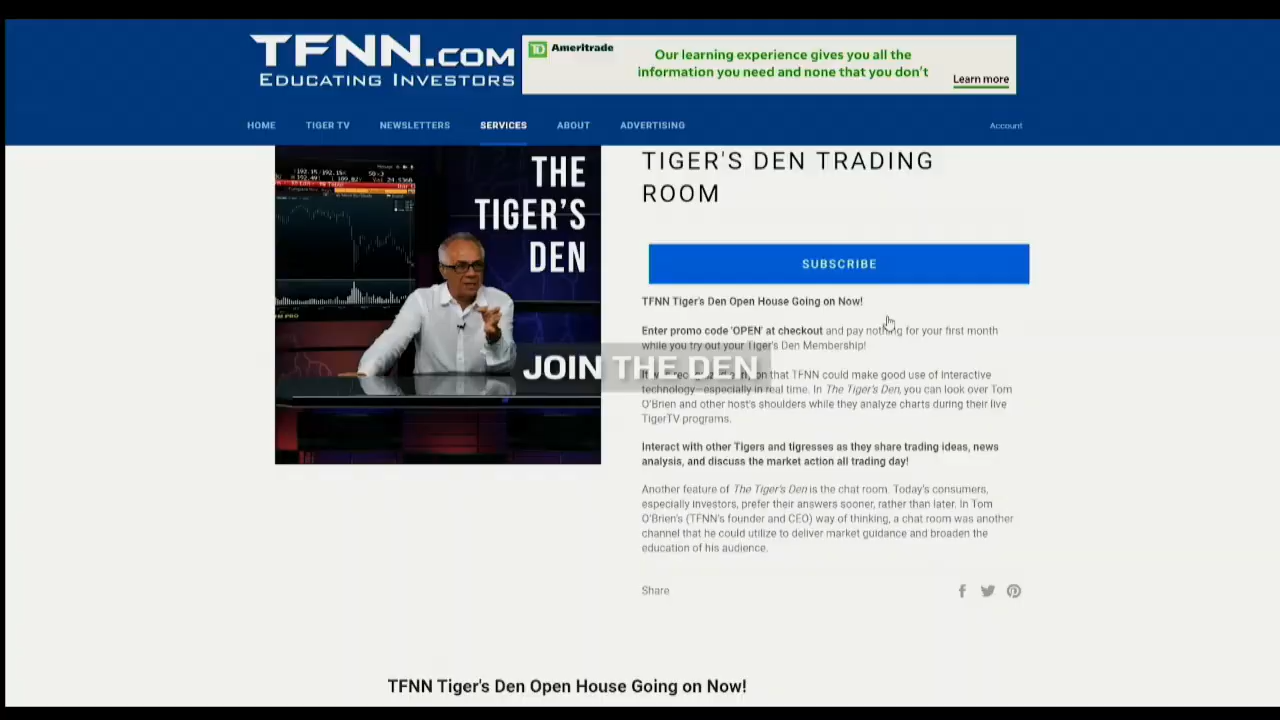 TFNN.COM
EDUCATING INVESTORS
TD Ameritrade
Our learning experience gives you all the
information you need and none that you don't
Learn more
HOME TIGER TV NEWSLETTERS SERVICES ABOUT ADVERTISING Account
THE
TIGER'S
DEN
TIGER'S DEN TRADING
ROOM
SUBSCRIBE
TFNN Tiger's Den Open House Going on Now!
Enter promo code 'OPEN' at checkout and pay nothing for your first month
while you try out your Tiger's Den Membership!
JOIN THE DEN
that TFNN could make good use of Interactive
technology—especially in real time. In The Tiger's Den, you can look over Tom
O'Brien and other host's shoulders while they analyze charts during their live
TigerTV programs.
Interact with other Tigers and tigresses as they share trading ideas, news
analysis, and discuss the market action all trading day!
Another feature of The Tiger's Den is the chat room. Today's consumers,
especially investors, prefer their answers sooner, rather than later. In Tom
O'Brien's (TFNN's founder and CEO) way of thinking, a chat room was another
channel that he could utilize to deliver market guidance and broaden the
education of his audience.
Share
TFNN Tiger's Den Open House Going on Now!